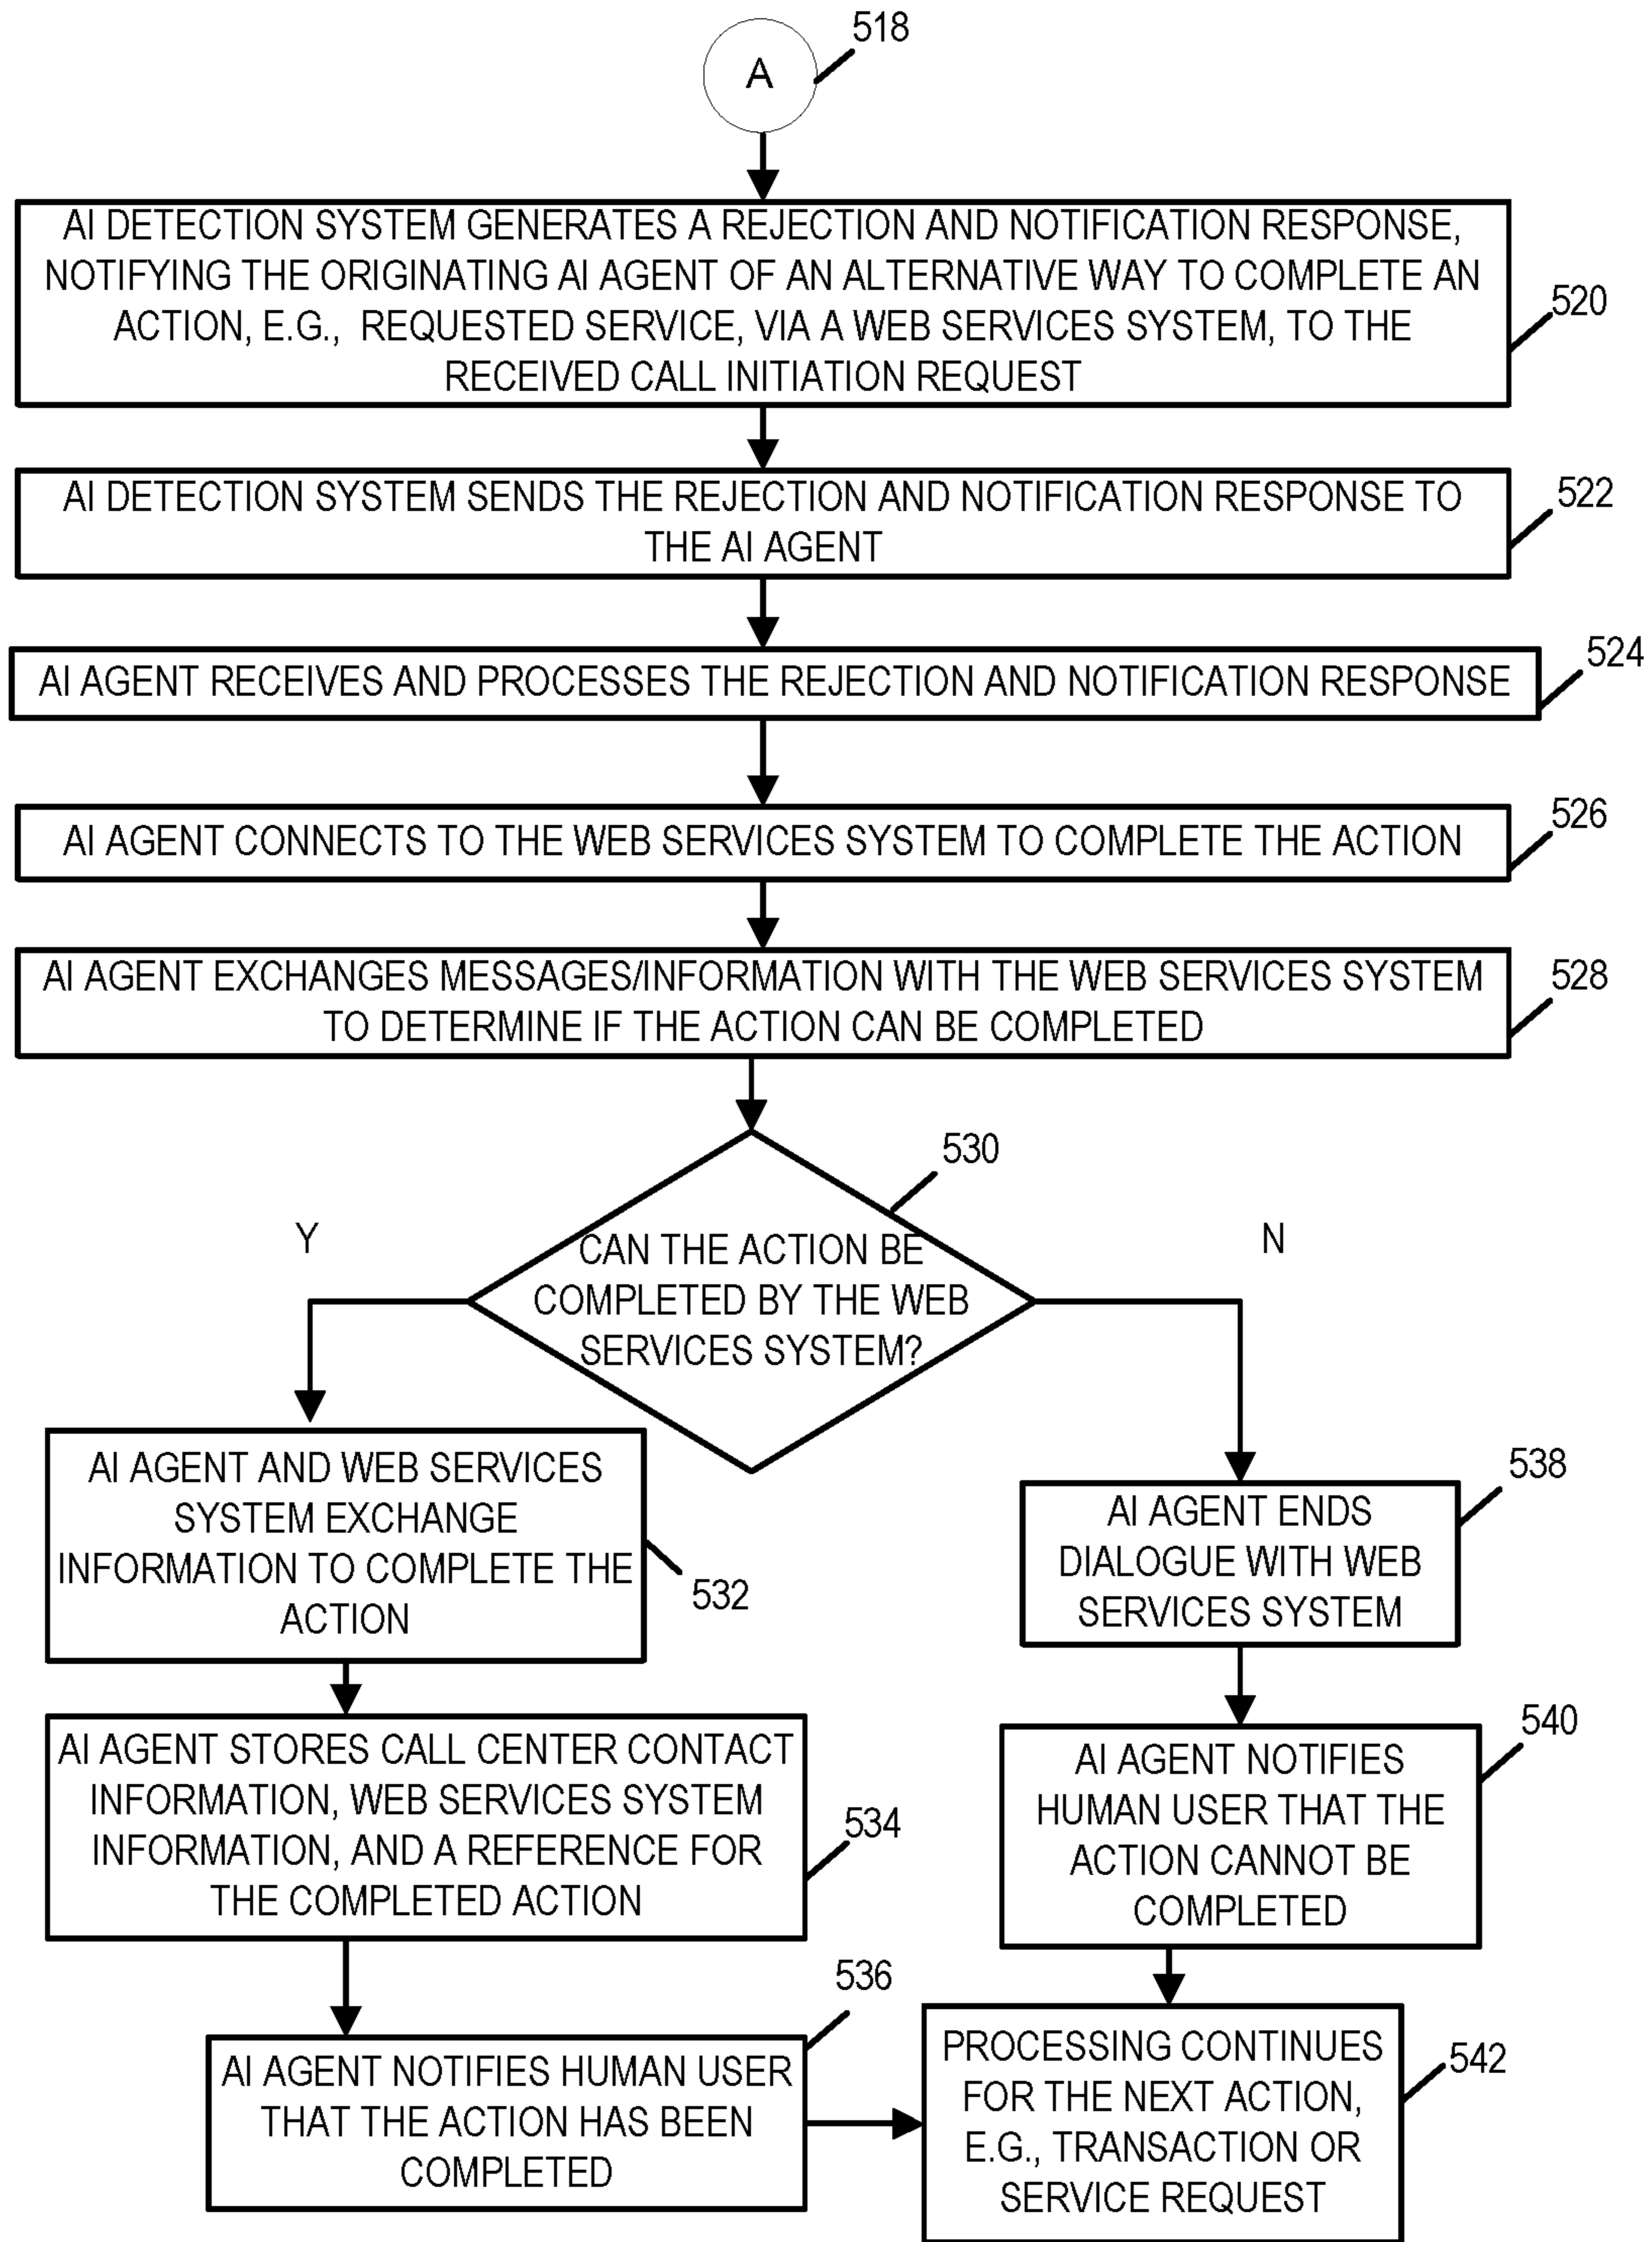 518
A
AI DETECTION SYSTEM GENERATES A REJECTION AND NOTIFICATION RESPONSE,
NOTIFYING THE ORIGINATING AI AGENT OF AN ALTERNATIVE WAY TO COMPLETE AN
ACTION, E.G., REQUESTED SERVICE, VIA A WEB SERVICES SYSTEM, TO THE
RECEIVED CALL INITIATION REQUEST
520
AI DETECTION SYSTEM SENDS THE REJECTION AND NOTIFICATION RESPONSE TO
THE AI AGENT
522
AI AGENT RECEIVES AND PROCESSES THE REJECTION AND NOTIFICATION RESPONSE
524
AI AGENT CONNECTS TO THE WEB SERVICES SYSTEM TO COMPLETE THE ACTION
526
AI AGENT EXCHANGES MESSAGES/INFORMATION WITH THE WEB SERVICES SYSTEM
TO DETERMINE IF THE ACTION CAN BE COMPLETED
528
530
Y
N
CAN THE ACTION BE
COMPLETED BY THE WEB
SERVICES SYSTEM?
AI AGENT AND WEB SERVICES
SYSTEM EXCHANGE
INFORMATION TO COMPLETE THE
ACTION
532
AI AGENT ENDS
DIALOGUE WITH WEB
SERVICES SYSTEM
538
AI AGENT STORES CALL CENTER CONTACT
INFORMATION, WEB SERVICES SYSTEM
INFORMATION, AND A REFERENCE FOR
THE COMPLETED ACTION
534
AI AGENT NOTIFIES
HUMAN USER THAT THE
ACTION CANNOT BE
COMPLETED
540
AI AGENT NOTIFIES HUMAN USER
THAT THE ACTION HAS BEEN
COMPLETED
536
PROCESSING CONTINUES
FOR THE NEXT ACTION,
E.G., TRANSACTION OR
SERVICE REQUEST
542